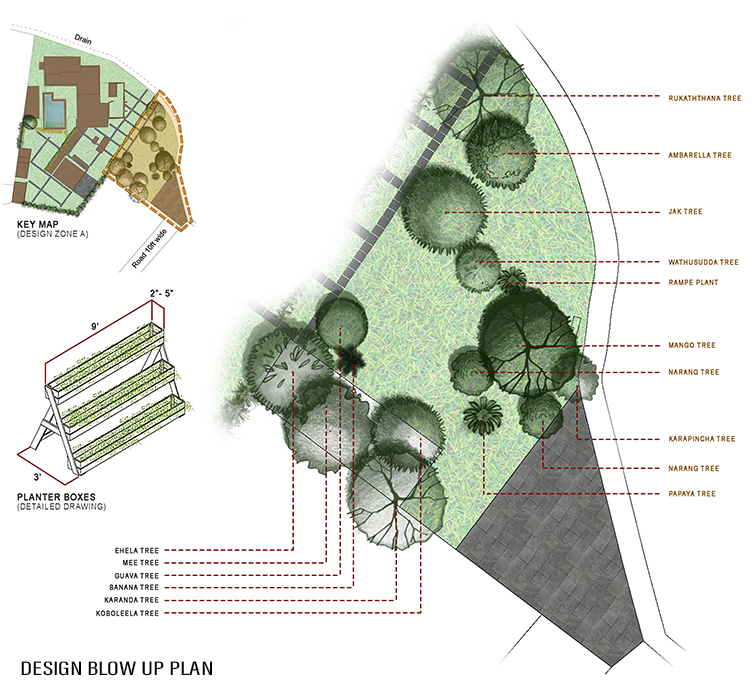 Drain
KEY MAP
(DESIGN ZONE A)
Road 10ft wide
2"- 5"
9'
3'
PLANTER BOXES
(DETAILED DRAWING)
RUKATHTHANA TREE
AMBARELLA TREE
JAK TREE
WATHUSUDDA TREE
RAMPE PLANT
MANGO TREE
NARANG TREE
KARAPINCHA TREE
NARANG TREE
PAPAYA TREE
EHELA TREE
MEE TREE
GUAVA TREE
BANANA TREE
KARANDA TREE
KOBOLEELA TREE
DESIGN BLOW UP PLAN